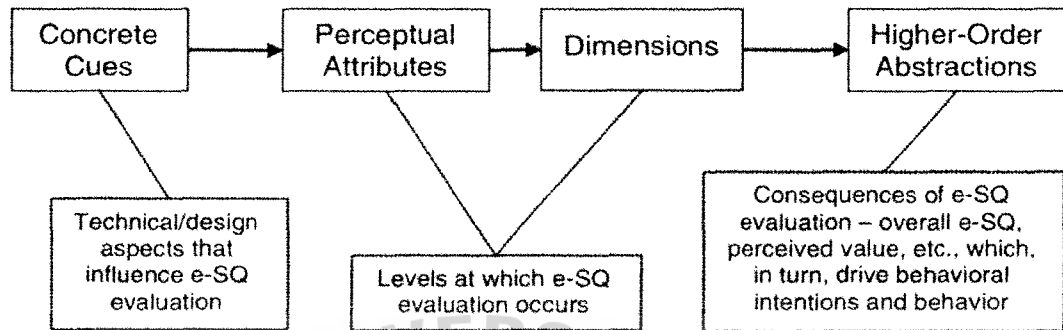 Concrete
Cues
Perceptual
Attributes
Dimensions
Higher-Order
Abstractions
Technical/design
aspects that
influence e-SQ
evaluation
Levels at which e-SQ
evaluation occurs
Consequences of e-SQ
evaluation – overall e-SQ,
perceived value, etc., which,
in turn, drive behavioral
intentions and behavior